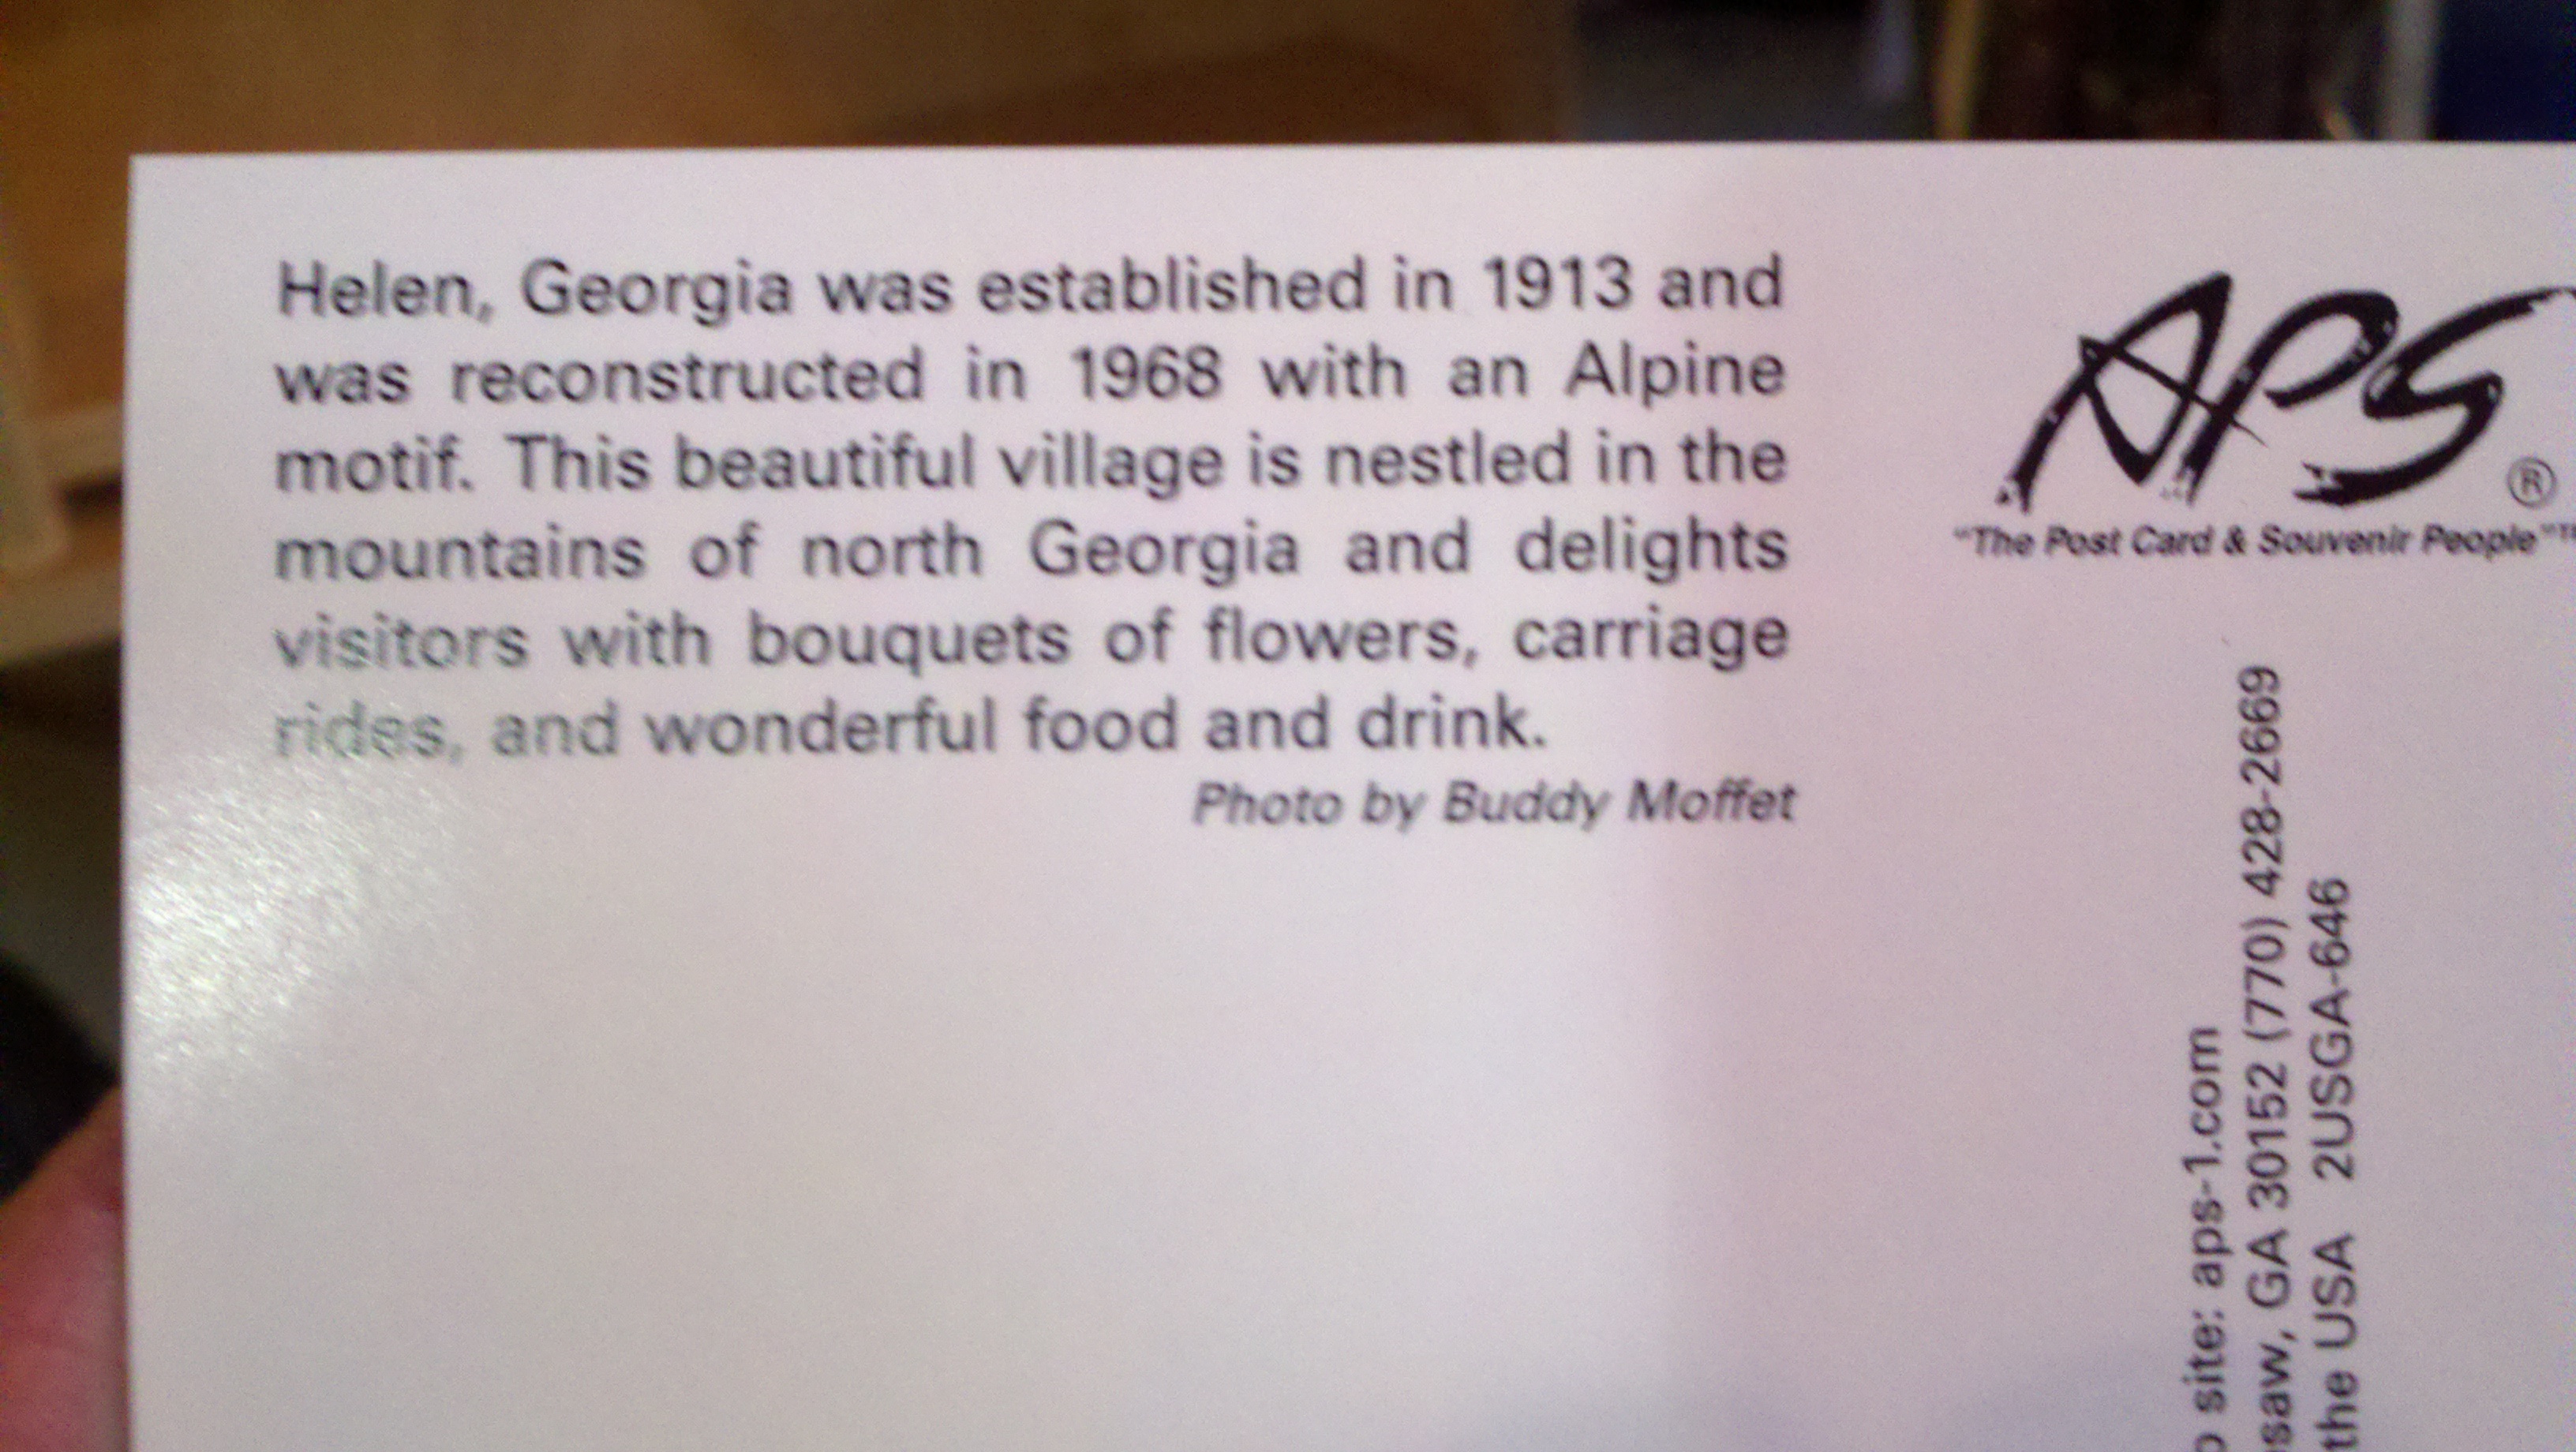 Helen, Georgia was established in 1913 and
was reconstructed in 1968 with an Alpine
motif. This beautiful village is nestled in the
mountains of north Georgia and delights
visitors with bouquets of flowers, carriage
rides, and wonderful food and drink.
Photo by Buddy Moffet
APS®
"The Post Card & Souvenir People"
site: aps-1.com
GA 30152 (770) 428-2669
the USA 2USGA-646